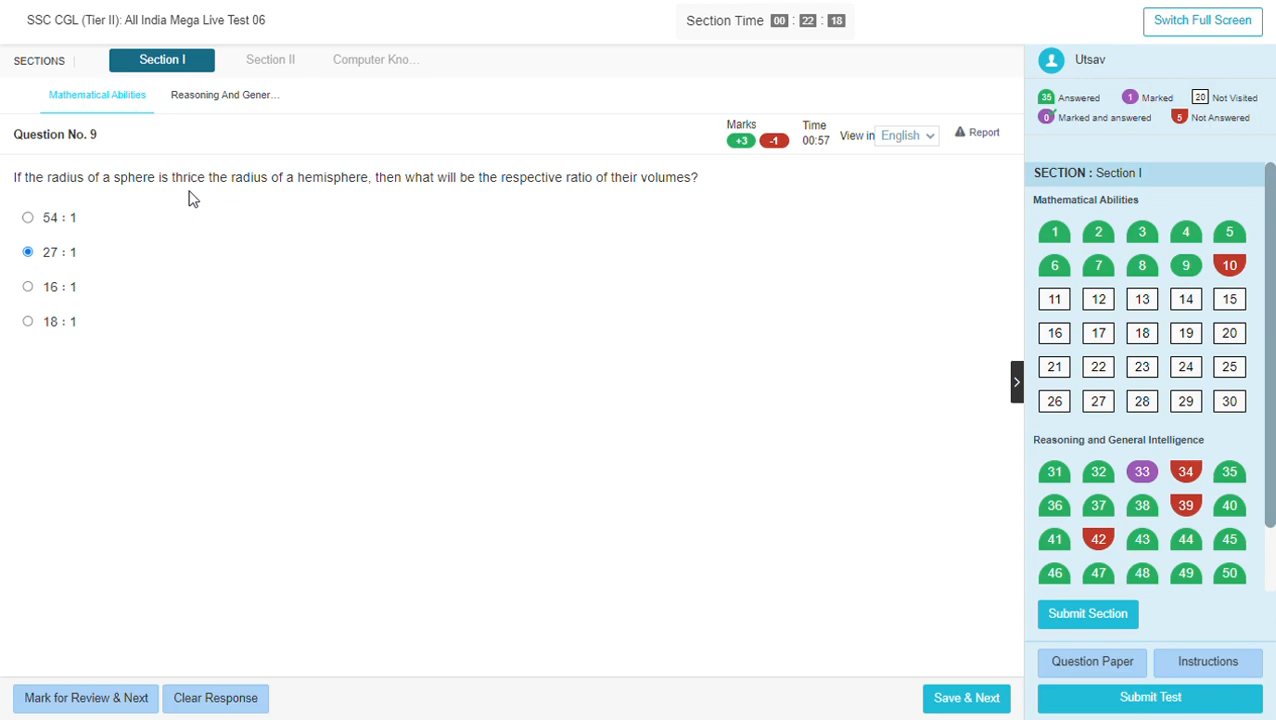 SSC CGL (Tier II): All India Mega Live Test 06
Section Time 00 : 22 : 18
Switch Full Screen
SECTIONS
Section I
Section II
Computer Kno...
Mathematical Abilities
Reasoning And Gener...
Question No. 9
Marks
+3 -1
Time
00:57
View in English
Report
If the radius of a sphere is thrice the radius of a hemisphere, then what will be the respective ratio of their volumes?
54 : 1
27 : 1
16 : 1
18 : 1
Mark for Review & Next
Clear Response
Save & Next
Utsav
35 Answered
1 Marked
20 Not Visited
0 Marked and answered
5 Not Answered
SECTION : Section I
Mathematical Abilities
1 2 3 4 5
6 7 8 9 10
11 12 13 14 15
16 17 18 19 20
21 22 23 24 25
26 27 28 29 30
Reasoning and General Intelligence
31 32 33 34 35
36 37 38 39 40
41 42 43 44 45
46 47 48 49 50
Submit Section
Question Paper
Instructions
Submit Test